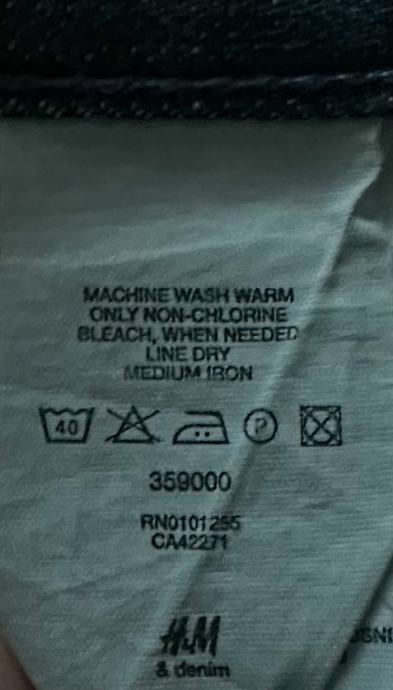 MACHINE WASH WARM
ONLY NON-CHLORINE
BLEACH, WHEN NEEDED
LINE DRY
MEDIUM IRON
40
P
359000
RN0101255
CA42271
H&M
& denim